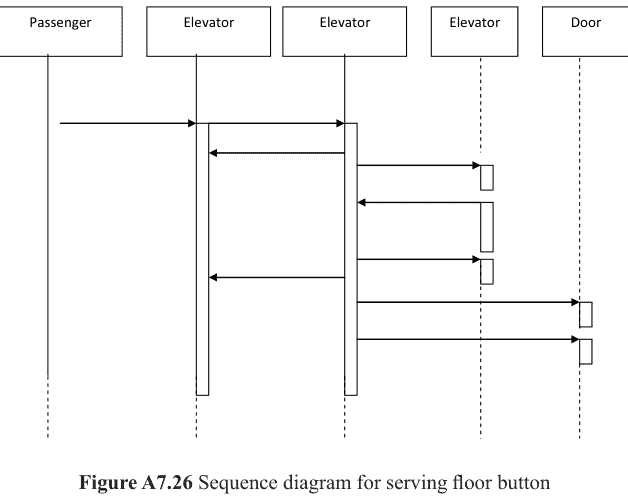 Passenger
Elevator
Elevator
Elevator
Door
Figure A7.26 Sequence diagram for serving floor button